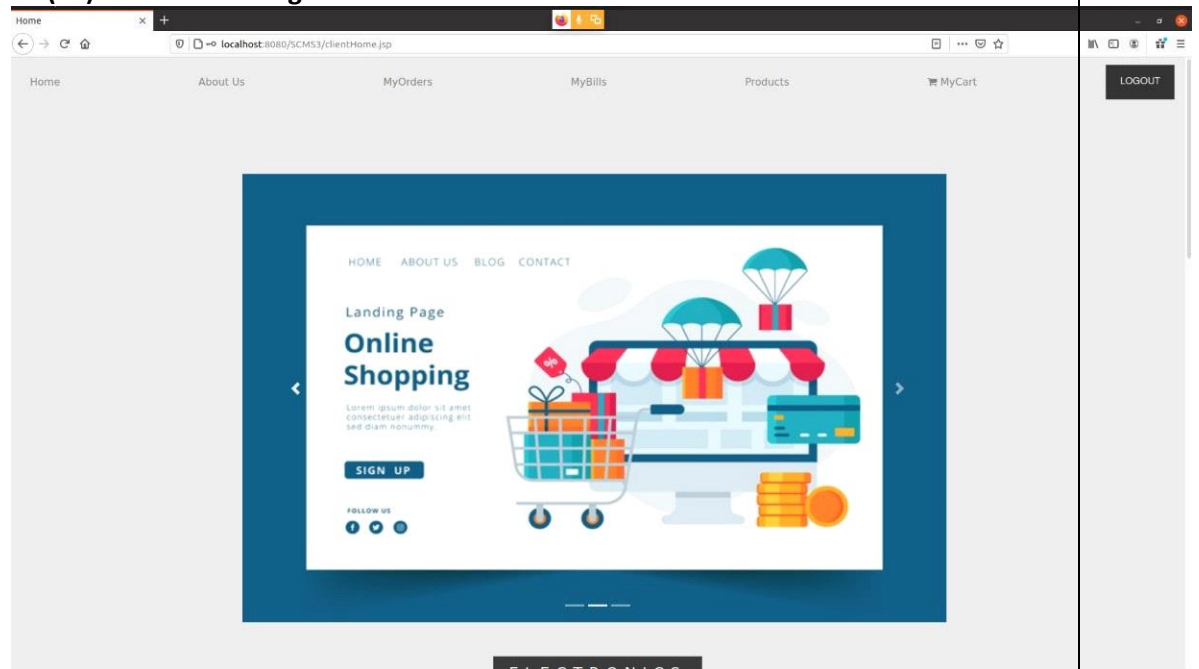 Home
localhost:8080/SCMS3/clientHome.jsp
Home About Us MyOrders MyBills Products MyCart LOGOUT
HOME ABOUT US BLOG CONTACT
Landing Page
Online
Shopping
Lorem ipsum dolor sit amet
consectetuer adipiscing elit
sed diam nonummy.
%
SIGN UP
FOLLOW US
ELECTRONICS